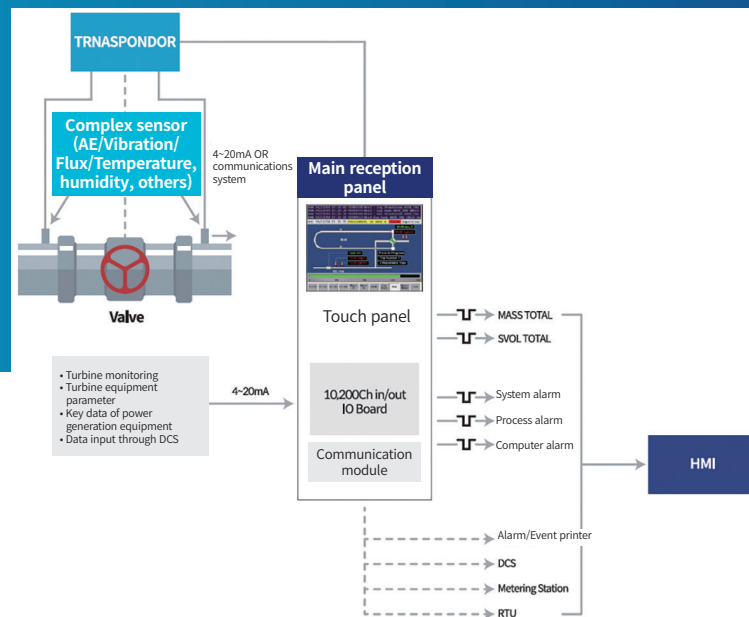 TRNASPONDOR
Complex sensor
(AE/Vibration/
Flux/Temperature,
humidity, others)
4~20mA OR
communications
system
Valve
Main reception
panel
Touch panel
10,200Ch in/out
IO Board
Communication
module
• Turbine monitoring
• Turbine equipment
parameter
• Key data of power
generation equipment
• Data input through DCS
4~20mA
MASS TOTAL
SVOL TOTAL
System alarm
Process alarm
Computer alarm
HMI
Alarm/Event printer
DCS
Metering Station
RTU